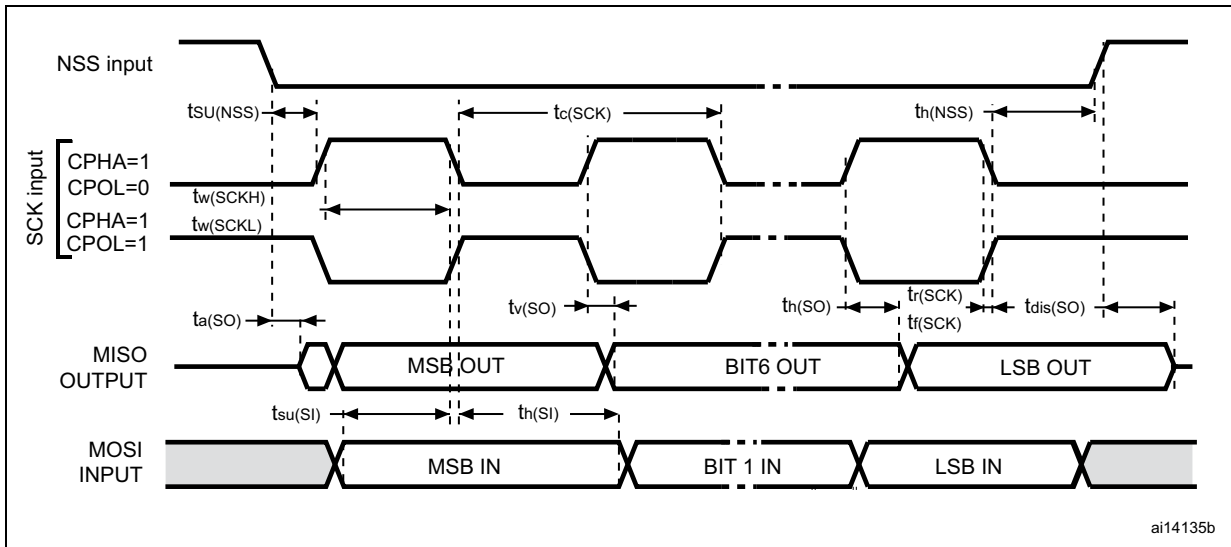 NSS input
tSU(NSS)
tc(SCK)
th(NSS)
SCK input
CPHA=1
CPOL=0
tw(SCKH)
CPHA=1
tw(SCKL)
CPOL=1
ta(SO)
tv(SO)
th(SO)
tr(SCK)
tf(SCK)
tdis(SO)
MISO
OUTPUT
MSB OUT
BIT6 OUT
LSB OUT
tsu(SI)
th(SI)
MOSI
INPUT
MSB IN
BIT 1 IN
LSB IN
ai14135b